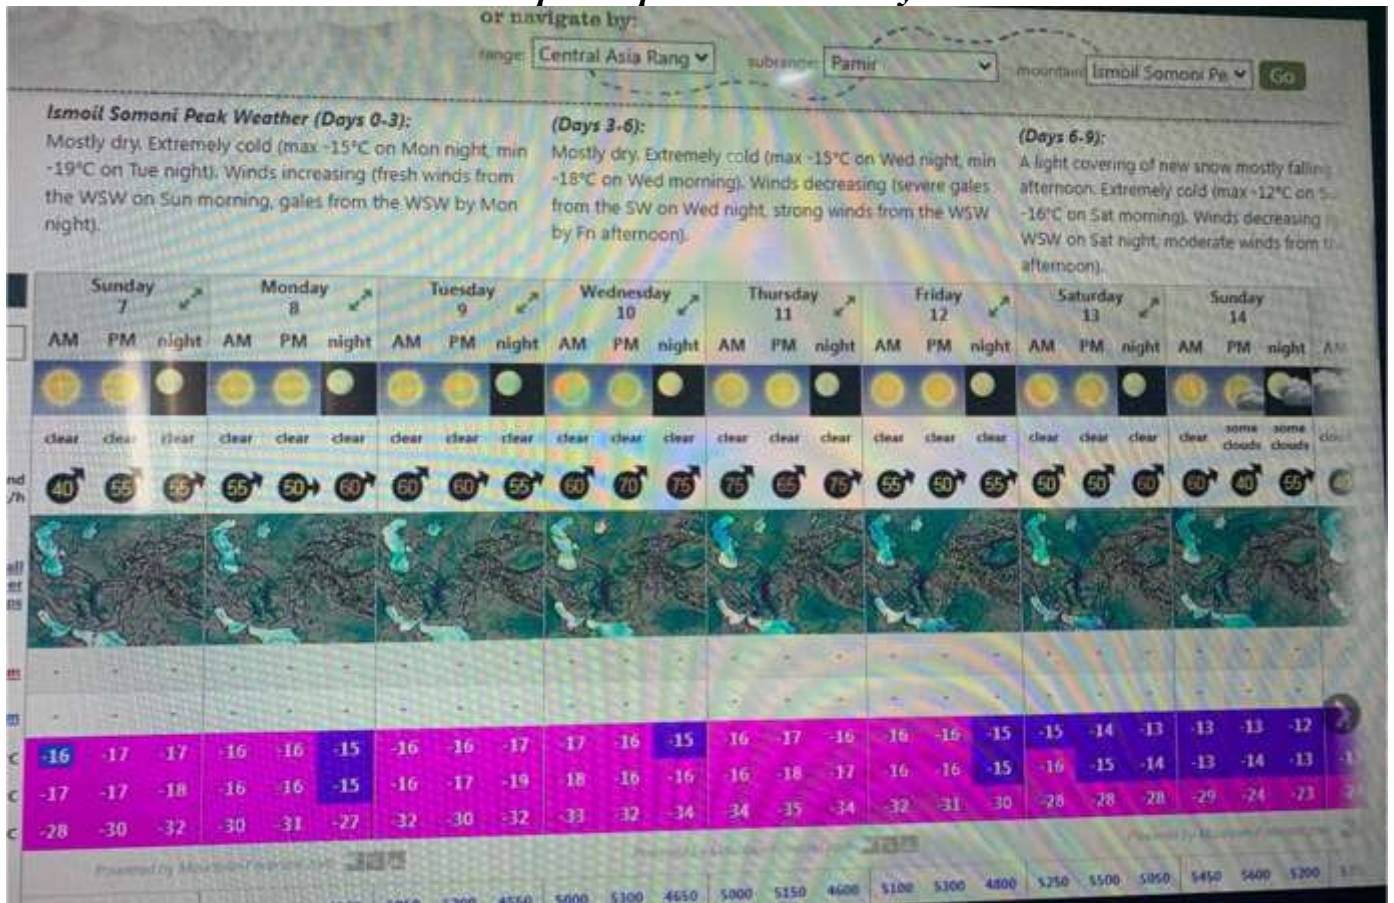 or navigate by:
range: Central Asia Rang subrange: Pamir mountain Ismoil Somoni Pe Go
Ismoil Somoni Peak Weather (Days 0-3):
Mostly dry. Extremely cold (max -15°C on Mon night, min
-19°C on Tue night). Winds increasing (fresh winds from
the WSW on Sun morning, gales from the WSW by Mon
night).
(Days 3-6):
Mostly dry. Extremely cold (max -15°C on Wed night, min
-18°C on Wed morning). Winds decreasing (severe gales
from the SW on Wed night, strong winds from the WSW
by Fri afternoon).
(Days 6-9):
A light covering of new snow mostly falling
afternoon. Extremely cold (max -12°C on
-16°C on Sat morning). Winds decreasing
WSW on Sat night, moderate winds from
afternoon).
Sunday Monday Tuesday Wednesday Thursday Friday Saturday Sunday
7 8 9 10 11 12 13 14
AM PM night AM PM night AM PM night AM PM night AM PM night AM PM night AM PM night AM PM night AM
clear clear clear clear clear clear clear clear clear clear clear clear clear clear clear clear clear clear clear clear clear clear some clouds some clouds
nd
/h
40 55 55 55 50 60 60 60 55 60 70 75 75 65 75 55 50 55 50 50 60 60 40 55
all
er
ps
m
m
C -16 -17 -17 -16 -16 -15 -16 -16 -17 -17 -16 -15 -16 -17 -16 -16 -16 -15 -15 -14 -13 -13 -13 -12
C -17 -17 -18 -16 -16 -15 -16 -17 -19 18 -16 -16 -16 -18 -17 -16 -16 -15 -16 -15 -14 -13 -14 -13
C -28 -30 -32 -30 -31 -27 -32 -30 -32 -33 -32 -34 -34 -35 -34 -32 -31 -30 -28 -28 -28 -29 -24 -23
Powered by
4550 5000 5300 4650 5000 5150 4600 5100 5300 4800 5250 5500 5050 5450 5600 5200